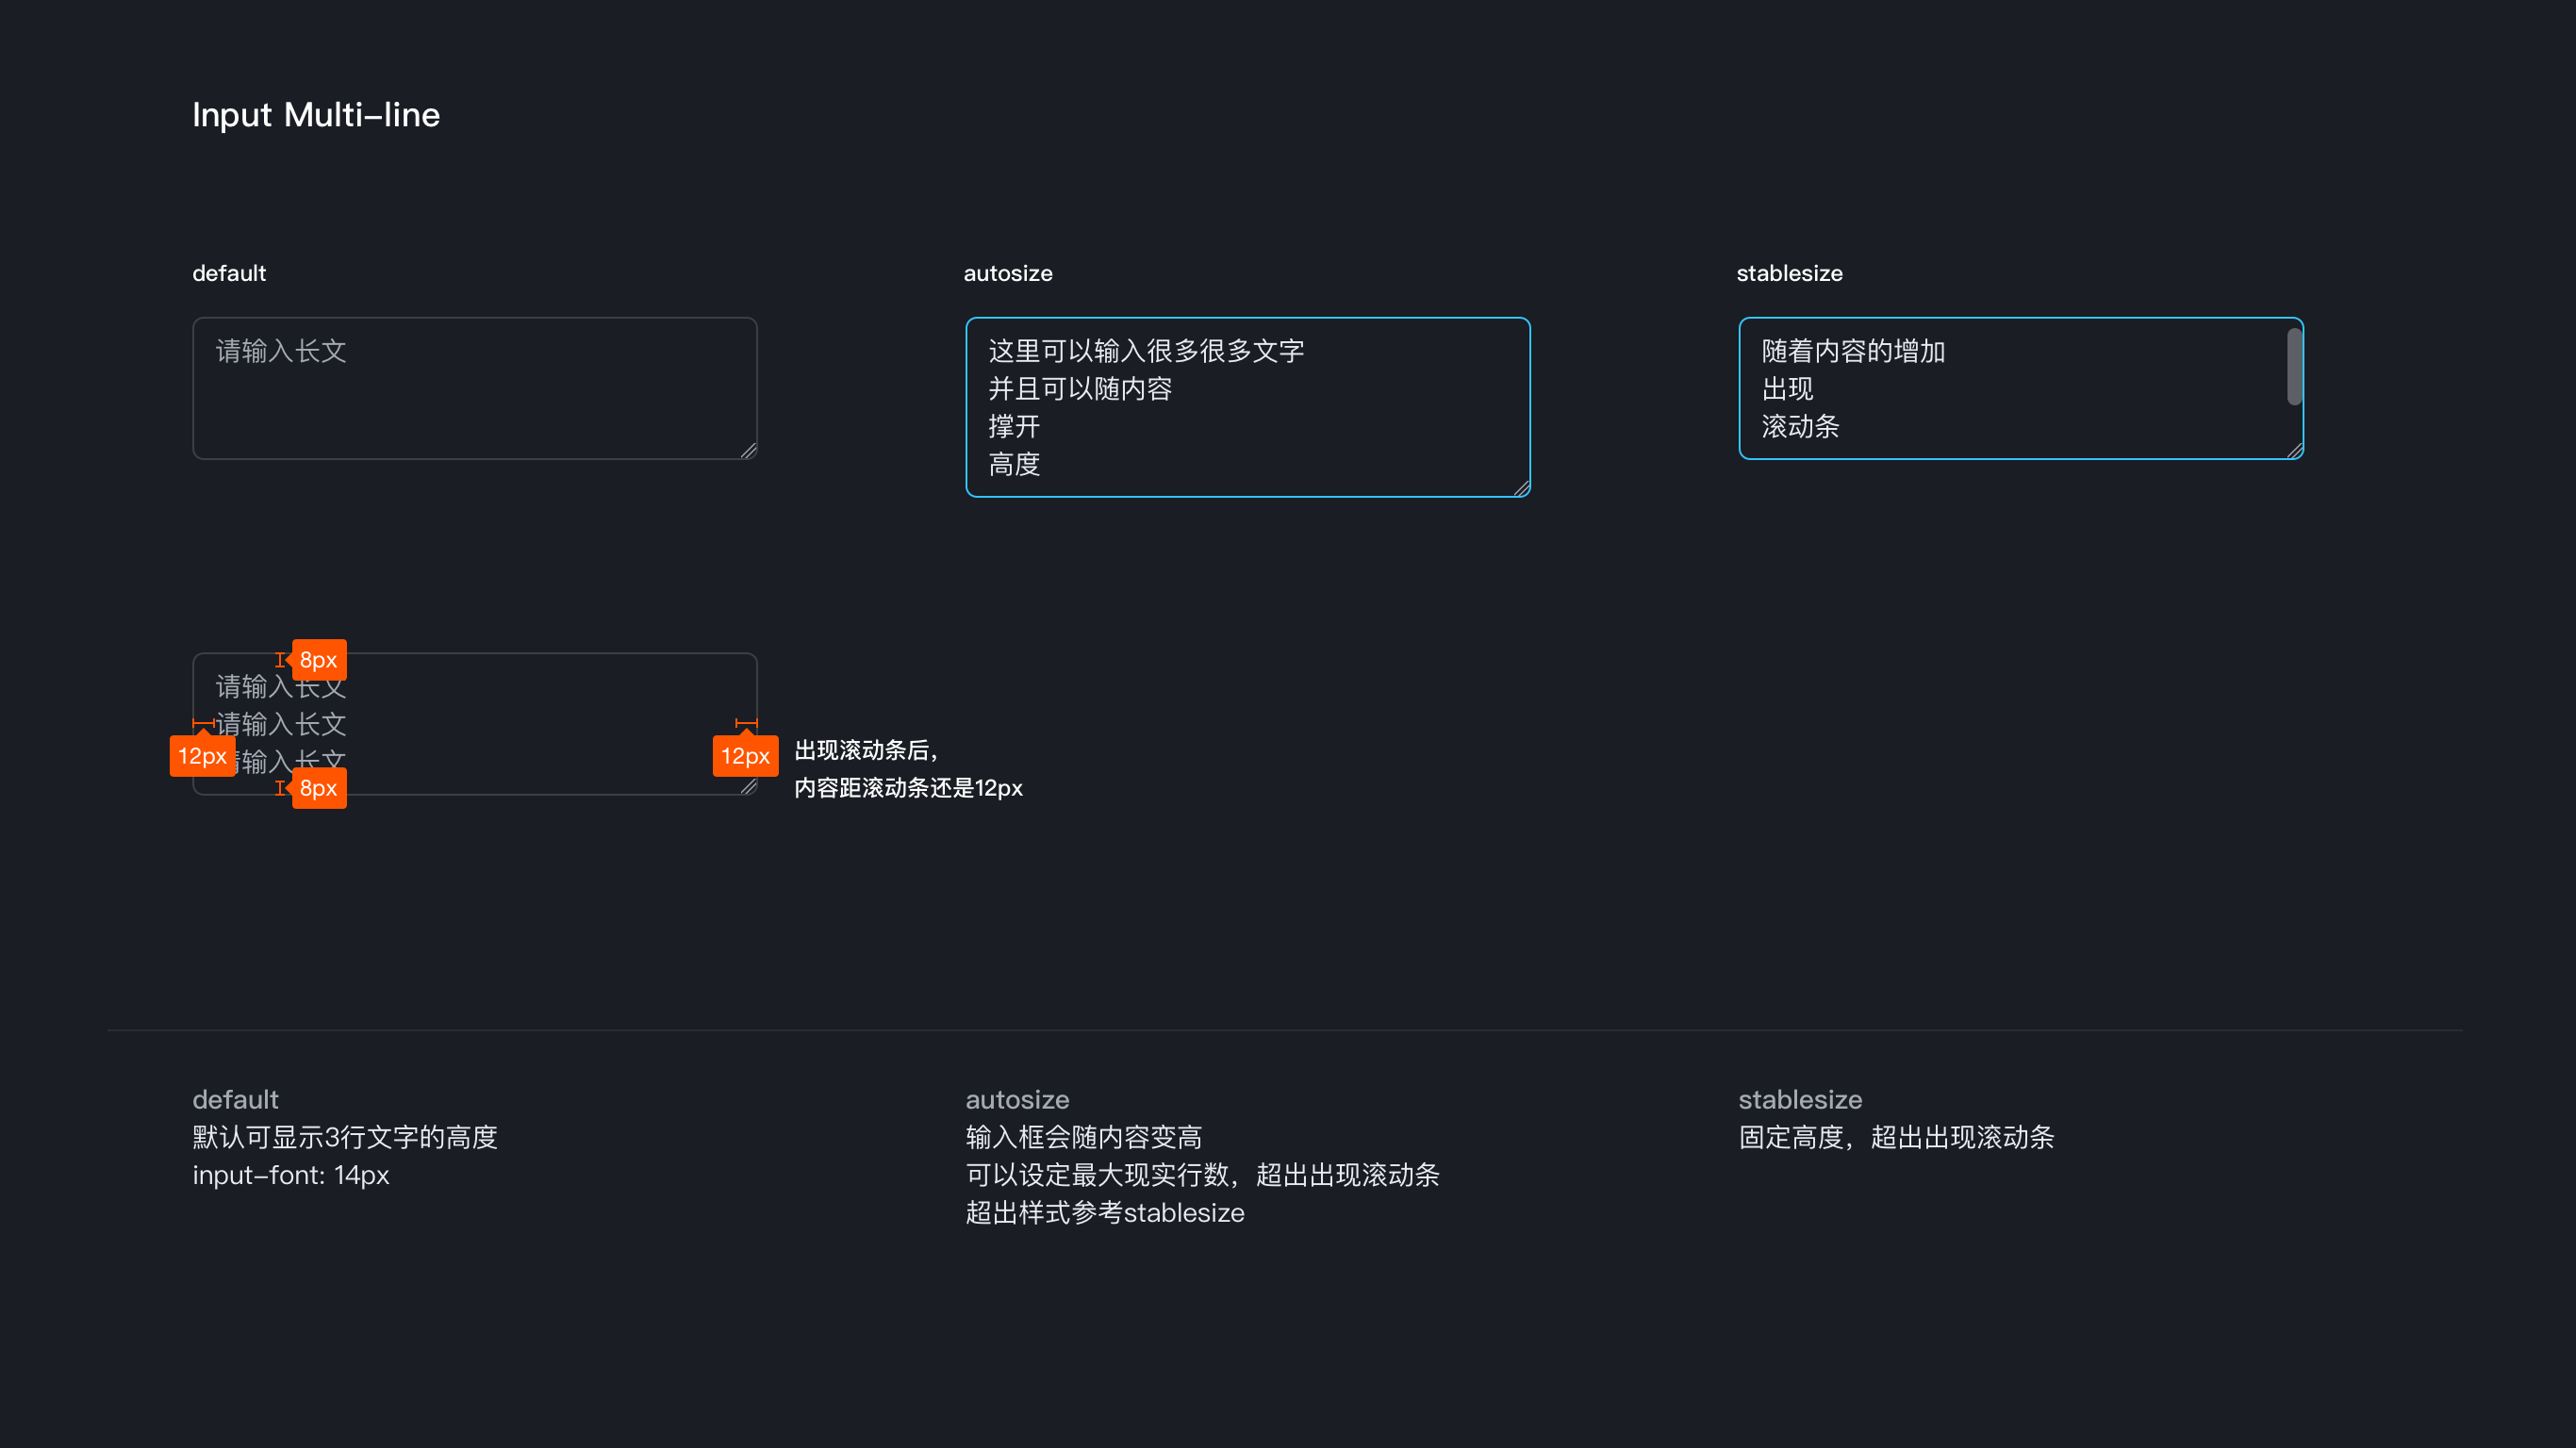 Input Multi-line
default
请输入长文
autosize
这里可以输入很多很多文字
并且可以随内容
撑开
高度
stablesize
随着内容的增加
出现
滚动条
8px
请输入长文
请输入长文
请输入长文
12px
8px
12px
出现滚动条后，
内容距滚动条还是12px
default
默认可显示3行文字的高度
input-font: 14px
autosize
输入框会随内容变高
可以设定最大现实行数，超出出现滚动条
超出样式参考stablesize
stablesize
固定高度，超出出现滚动条